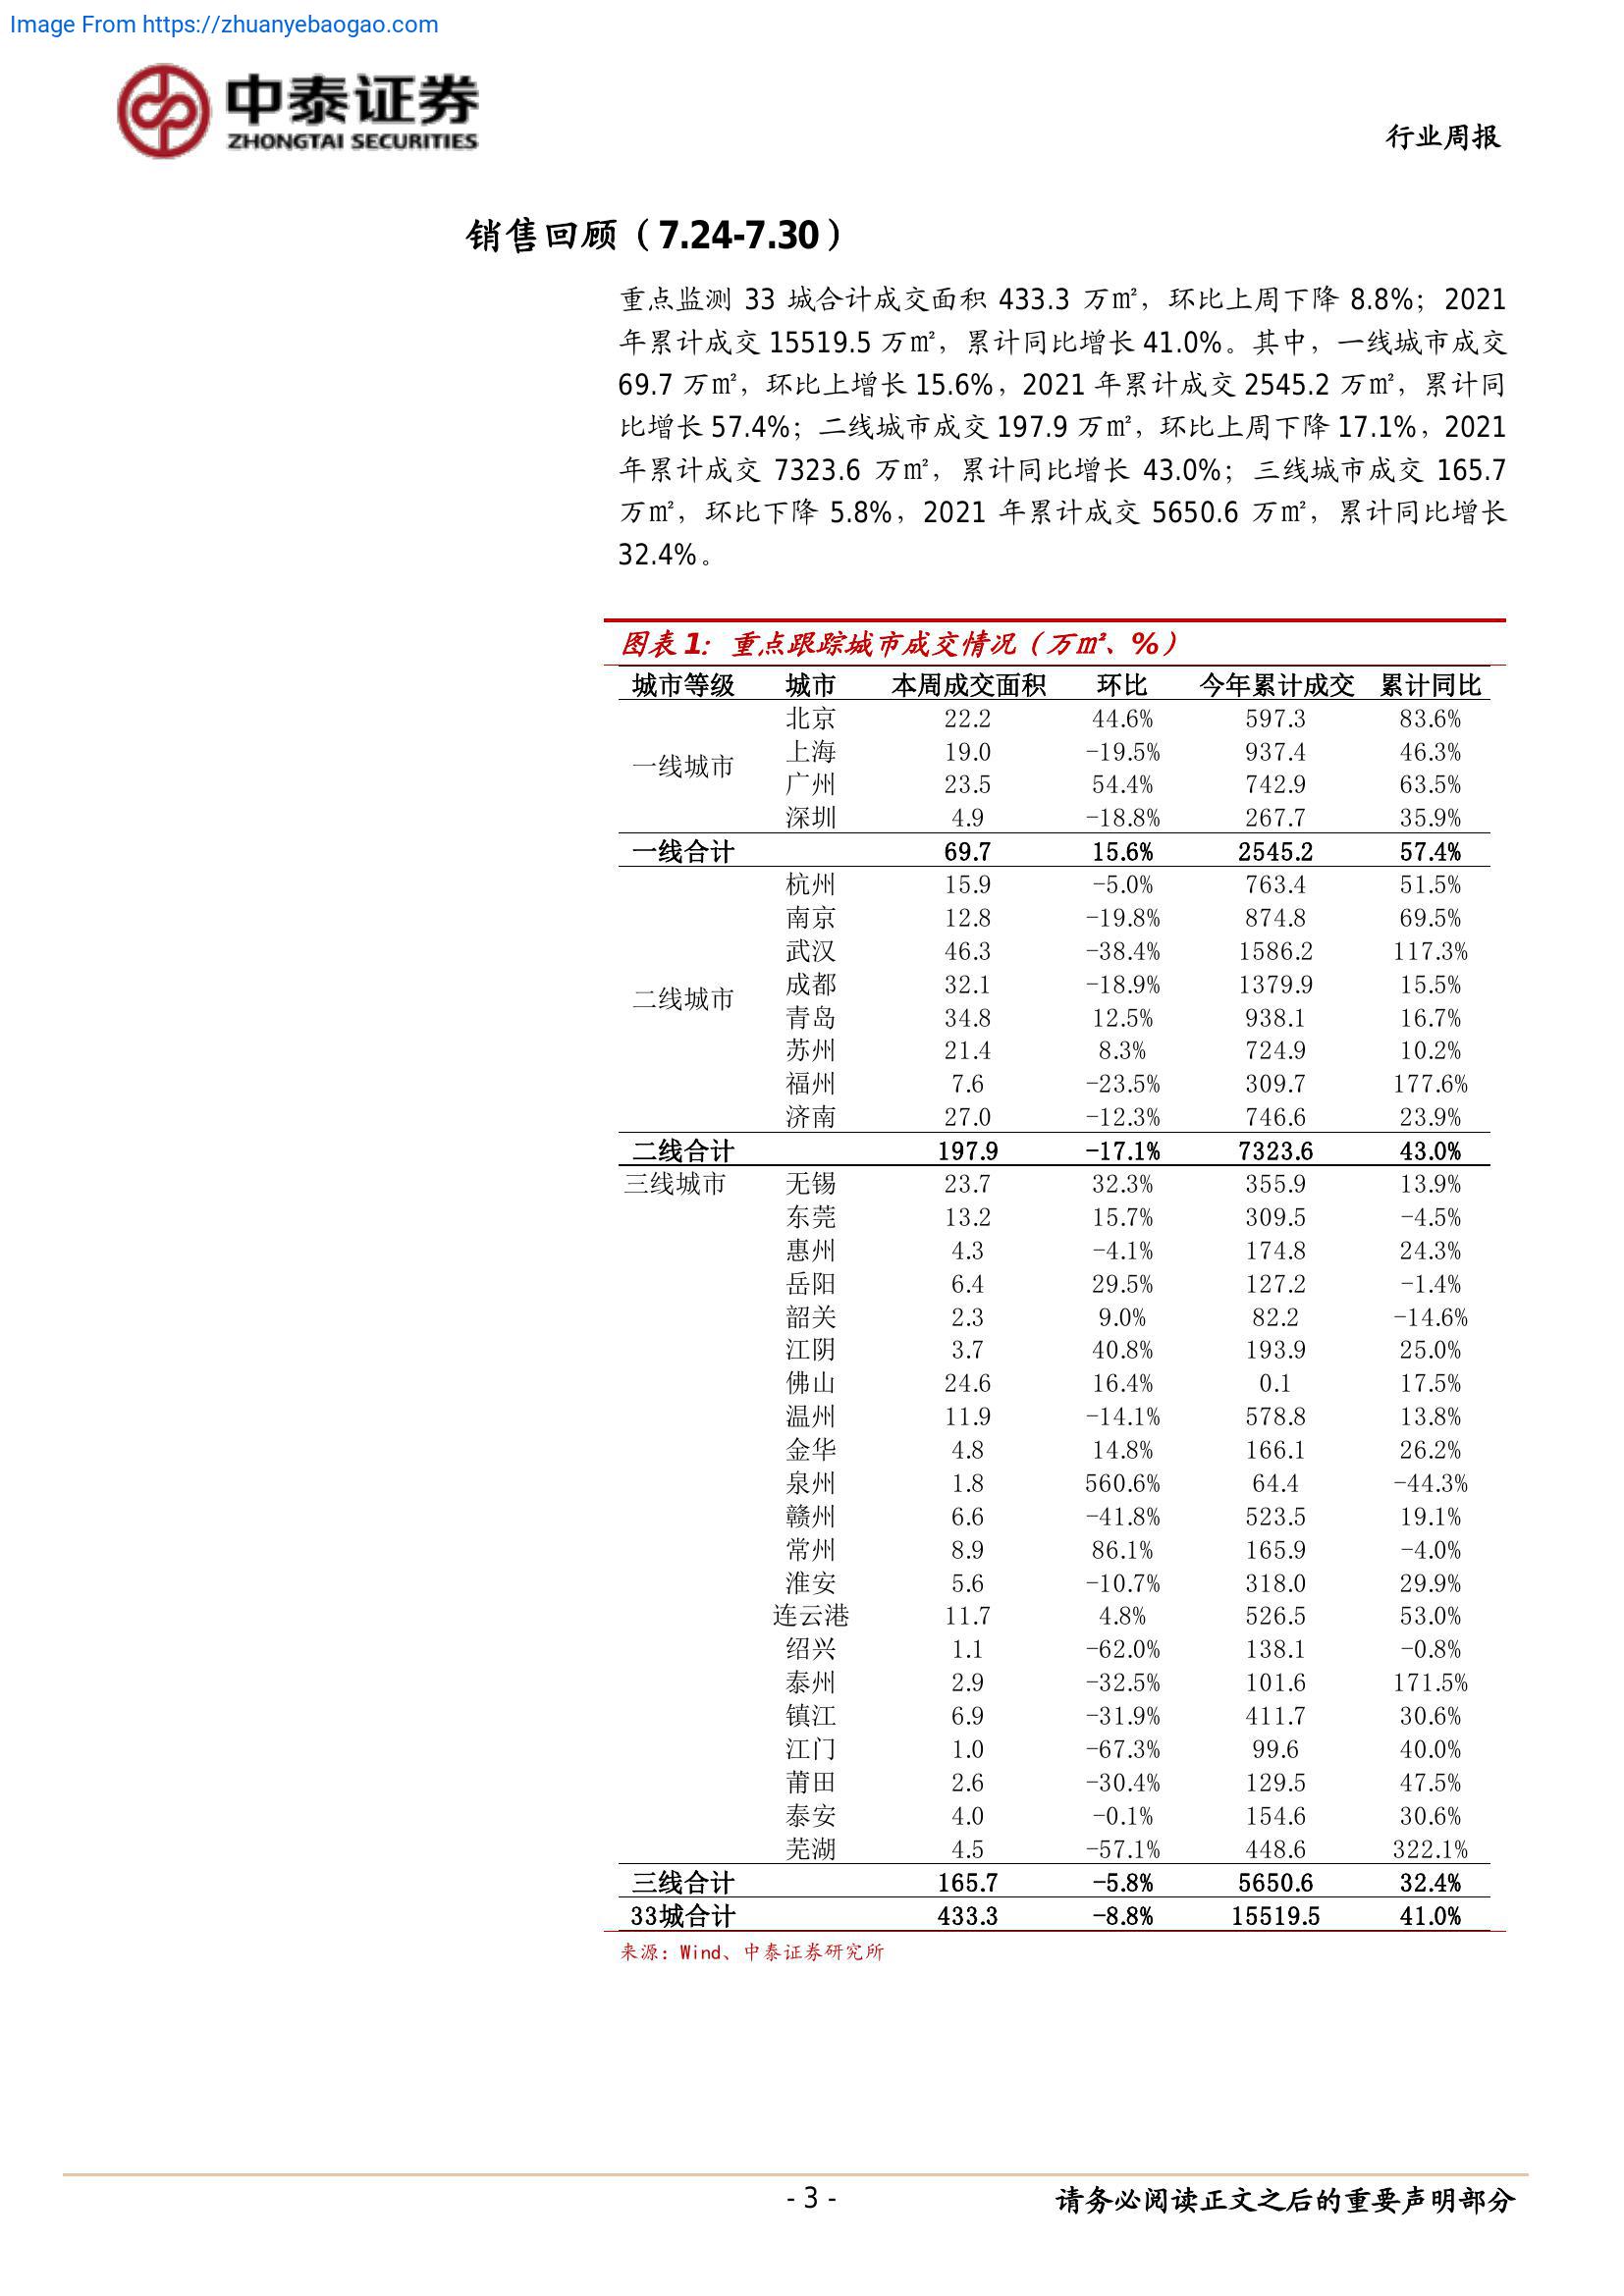 Image From https://zhuanyebaogao.com
中泰证券
ZHONGTAI SECURITIES
行业周报
销售回顾（7.24-7.30）
重点监测 33 城合计成交面积 433.3 万㎡，环比上周下降 8.8%；2021
年累计成交 15519.5 万㎡，累计同比增长 41.0%。其中，一线城市成交
69.7 万㎡，环比上增长 15.6%，2021 年累计成交 2545.2 万㎡，累计同
比增长 57.4%；二线城市成交 197.9 万㎡，环比上周下降 17.1%，2021
年累计成交 7323.6 万㎡，累计同比增长 43.0%；三线城市成交 165.7
万㎡，环比下降 5.8%，2021 年累计成交 5650.6 万㎡，累计同比增长
32.4%。
图表 1：重点跟踪城市成交情况（万㎡、%）
城市等级 城市 本周成交面积 环比 今年累计成交 累计同比
一线城市
北京 22.2 44.6% 597.3 83.6%
上海 19.0 -19.5% 937.4 46.3%
广州 23.5 54.4% 742.9 63.5%
深圳 4.9 -18.8% 267.7 35.9%
一线合计 69.7 15.6% 2545.2 57.4%
二线城市
杭州 15.9 -5.0% 763.4 51.5%
南京 12.8 -19.8% 874.8 69.5%
武汉 46.3 -38.4% 1586.2 117.3%
成都 32.1 -18.9% 1379.9 15.5%
青岛 34.8 12.5% 938.1 16.7%
苏州 21.4 8.3% 724.9 10.2%
福州 7.6 -23.5% 309.7 177.6%
济南 27.0 -12.3% 746.6 23.9%
二线合计 197.9 -17.1% 7323.6 43.0%
三线城市 无锡 23.7 32.3% 355.9 13.9%
东莞 13.2 15.7% 309.5 -4.5%
惠州 4.3 -4.1% 174.8 24.3%
岳阳 6.4 29.5% 127.2 -1.4%
韶关 2.3 9.0% 82.2 -14.6%
江阴 3.7 40.8% 193.9 25.0%
佛山 24.6 16.4% 0.1 17.5%
温州 11.9 -14.1% 578.8 13.8%
金华 4.8 14.8% 166.1 26.2%
泉州 1.8 560.6% 64.4 -44.3%
赣州 6.6 -41.8% 523.5 19.1%
常州 8.9 86.1% 165.9 -4.0%
淮安 5.6 -10.7% 318.0 29.9%
连云港 11.7 4.8% 526.5 53.0%
绍兴 1.1 -62.0% 138.1 -0.8%
泰州 2.9 -32.5% 101.6 171.5%
镇江 6.9 -31.9% 411.7 30.6%
江门 1.0 -67.3% 99.6 40.0%
莆田 2.6 -30.4% 129.5 47.5%
泰安 4.0 -0.1% 154.6 30.6%
芜湖 4.5 -57.1% 448.6 322.1%
三线合计 165.7 -5.8% 5650.6 32.4%
33城合计 433.3 -8.8% 15519.5 41.0%
来源：Wind、中泰证券研究所
- 3 -
请务必阅读正文之后的重要声明部分